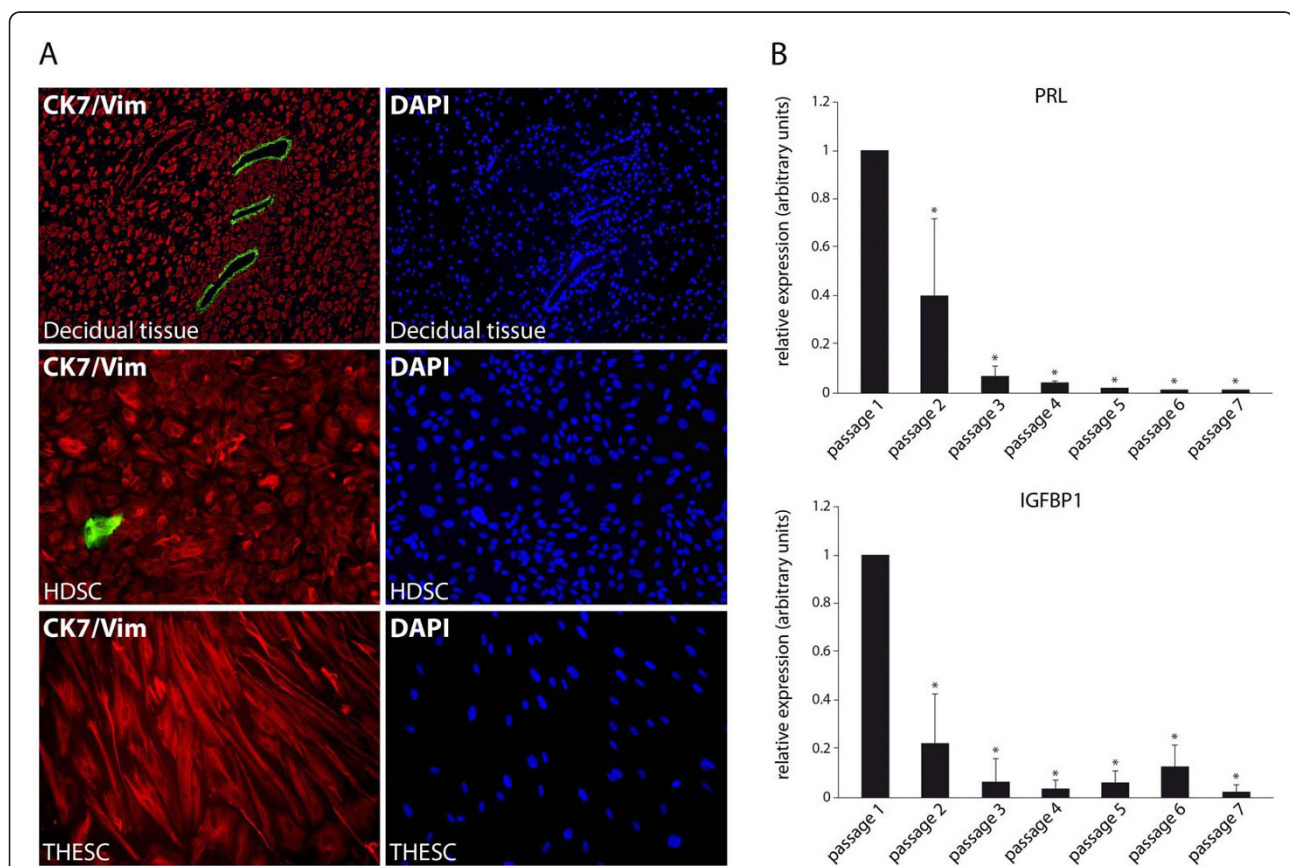 A
CK7/Vim
DAPI
Decidual tissue
Decidual tissue
CK7/Vim
DAPI
HDSC
HDSC
CK7/Vim
DAPI
THESC
THESC
B
PRL
relative expression (arbitrary units)
1.2
1
0.8
0.6
0.4
0.2
0
*
*
*
*
*
*
passage 1
passage 2
passage 3
passage 4
passage 5
passage 6
passage 7
IGFBP1
relative expression (arbitrary units)
1.2
1
0.8
0.6
0.4
0.2
0
*
*
*
*
*
*
passage 1
passage 2
passage 3
passage 4
passage 5
passage 6
passage 7